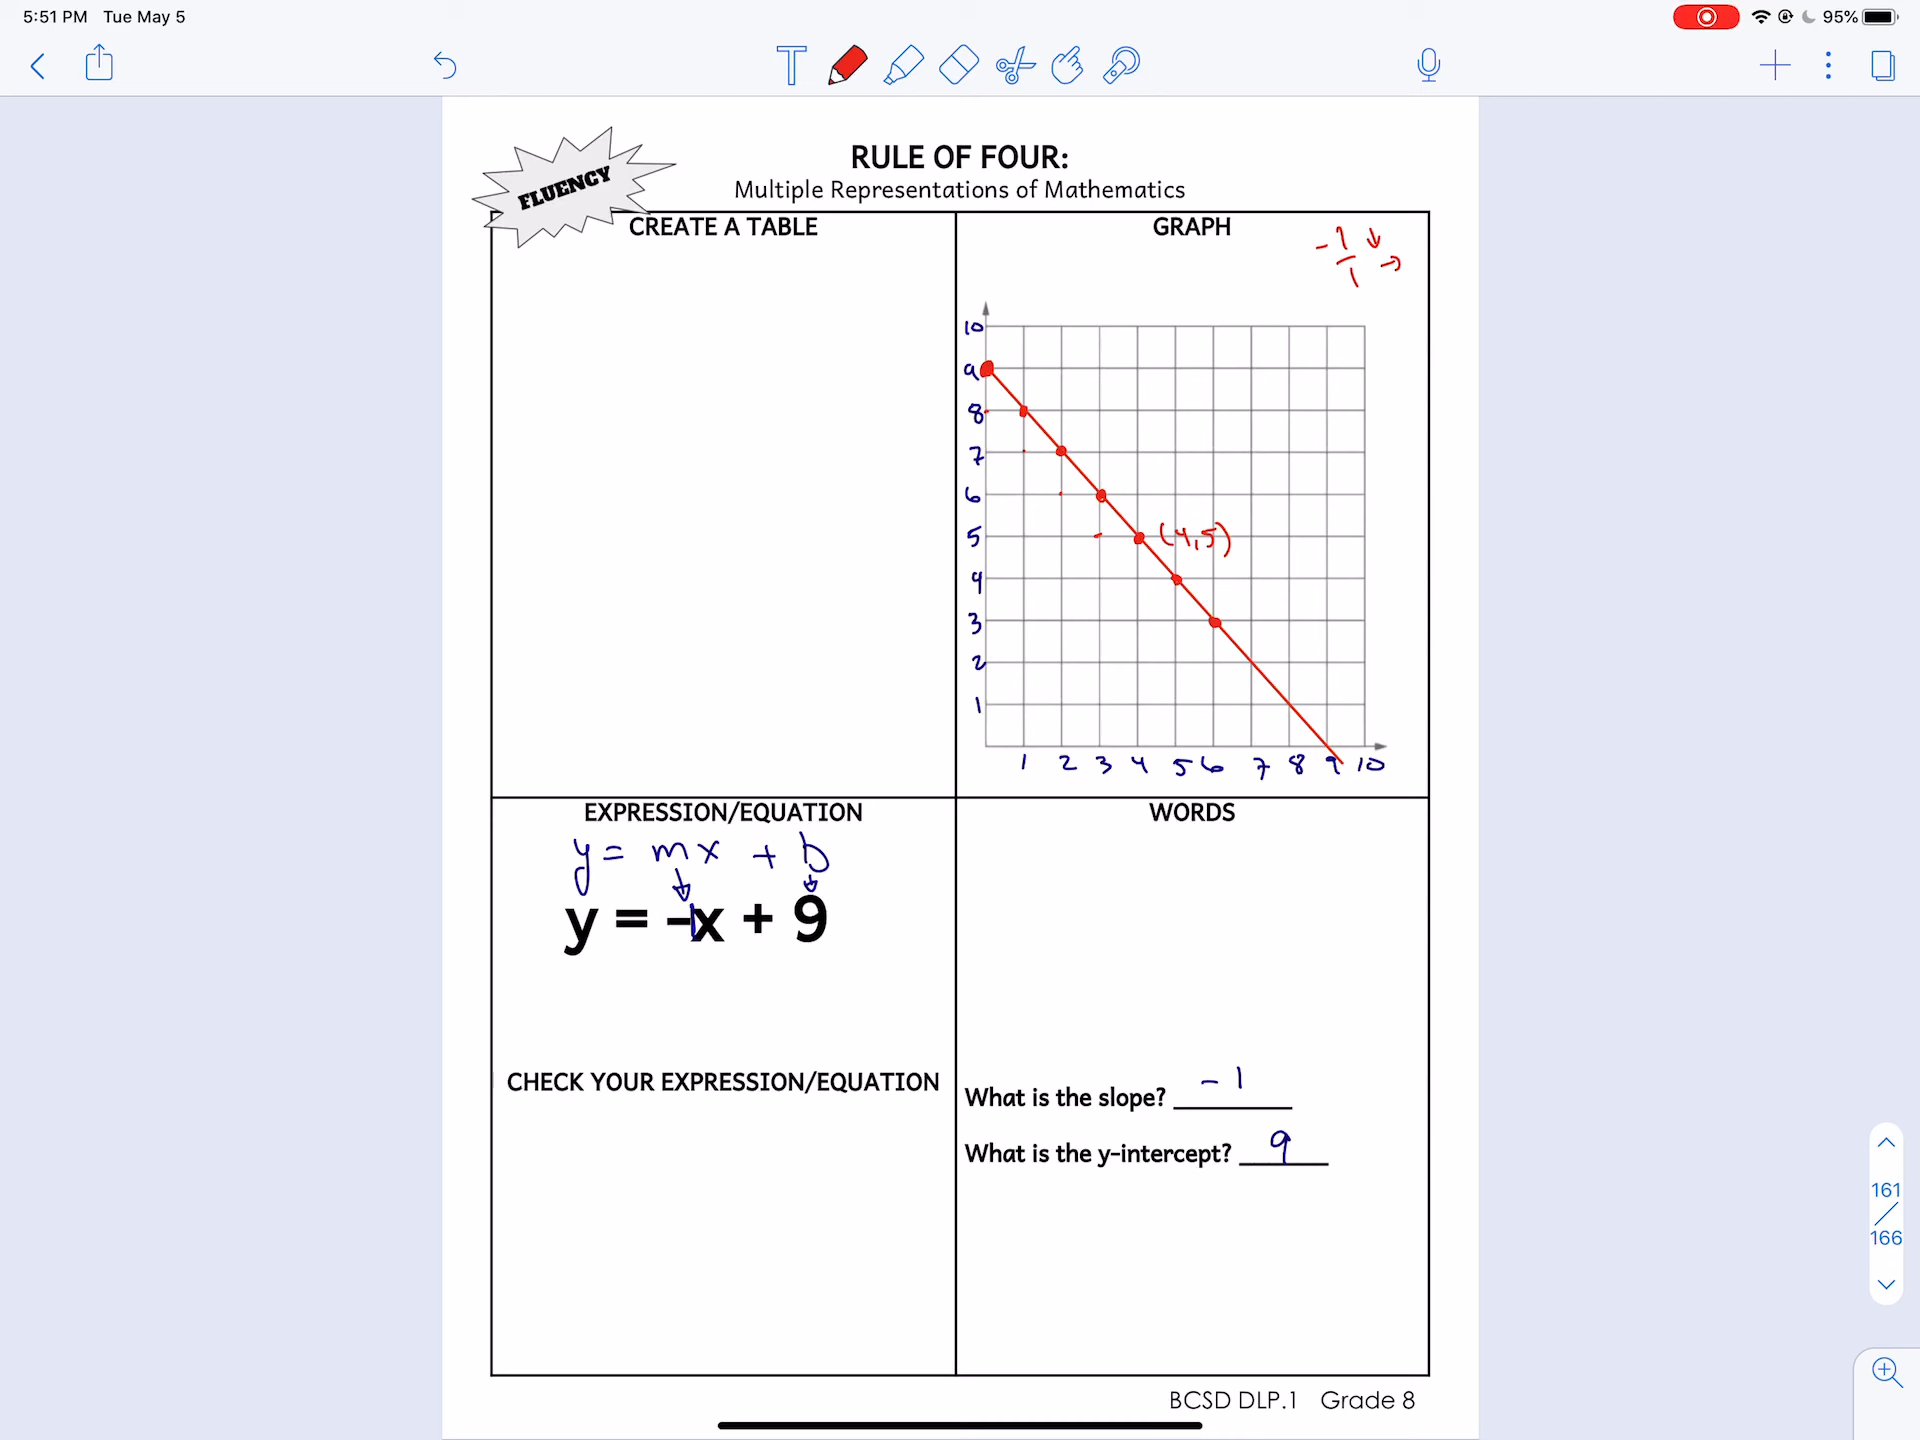 5:51 PM Tue May 5
95%
FLUENCY
RULE OF FOUR:
Multiple Representations of Mathematics
CREATE A TABLE
GRAPH
-1
1
10
9
8
7
6
5
(4,5)
4
3
2
1
1 2 3 4 5 6 7 8 9 10
EXPRESSION/EQUATION
y = mx + b
y = -1x + 9
CHECK YOUR EXPRESSION/EQUATION
WORDS
What is the slope? -1
What is the y-intercept? 9
161
166
BCSD DLP.1 Grade 8